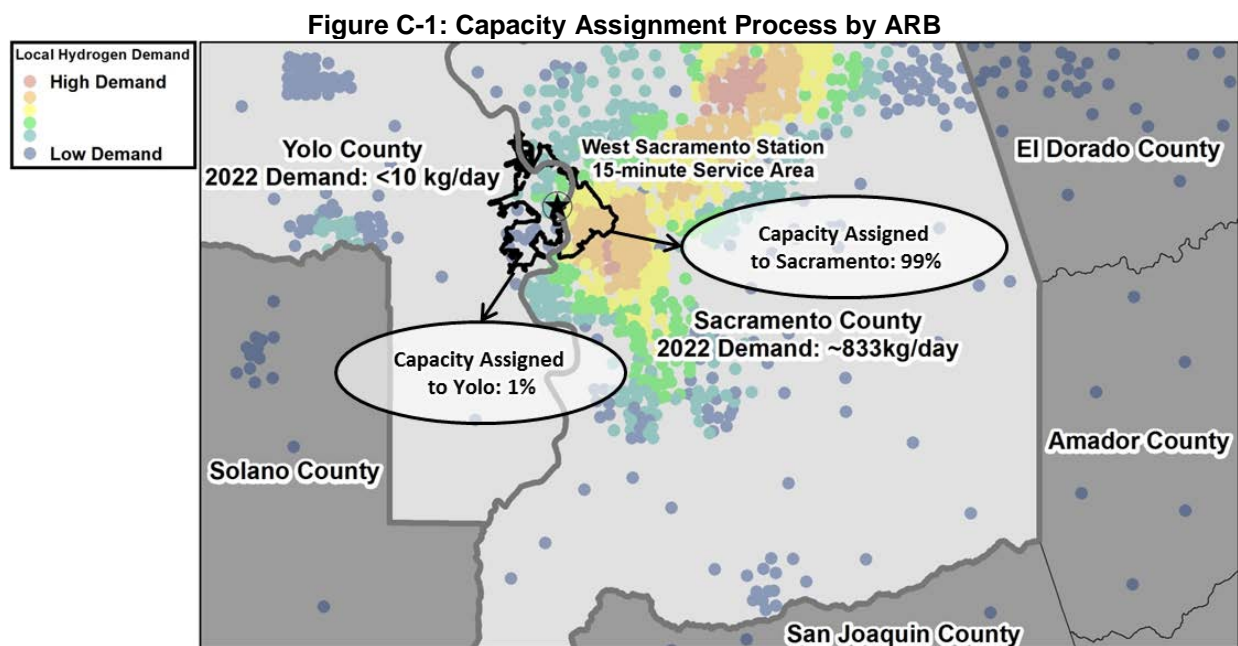 Figure C-1: Capacity Assignment Process by ARB
Local Hydrogen Demand
High Demand
Low Demand
Yolo County
2022 Demand: <10 kg/day
West Sacramento Station
15-minute Service Area
El Dorado County
Capacity Assigned
to Sacramento: 99%
Sacramento County
2022 Demand: ~833kg/day
Capacity Assigned
to Yolo: 1%
Solano County
Amador County
San Joaquin County